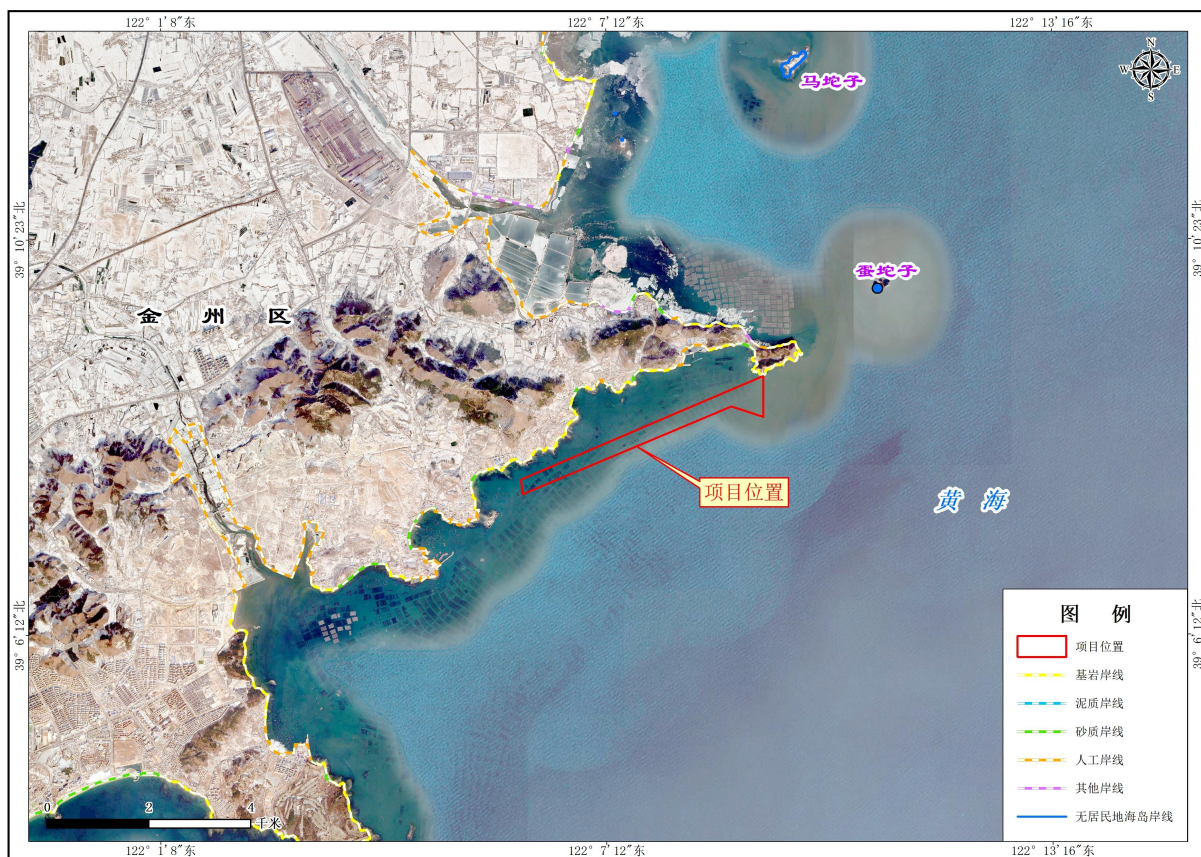 122° 1'8"东
122° 7'12"东
122° 13'16"东
N
W
E
S
马坨子
39° 10'23"北
39° 10'23"北
蛋坨子
金州区
项目位置
黄海
39° 6'12"北
39° 6'12"北
图 例
项目位置
基岩岸线
泥质岸线
砂质岸线
人工岸线
其他岸线
无居民地海岛岸线
0
2
4
千米
122° 1'8"东
122° 7'12"东
122° 13'16"东